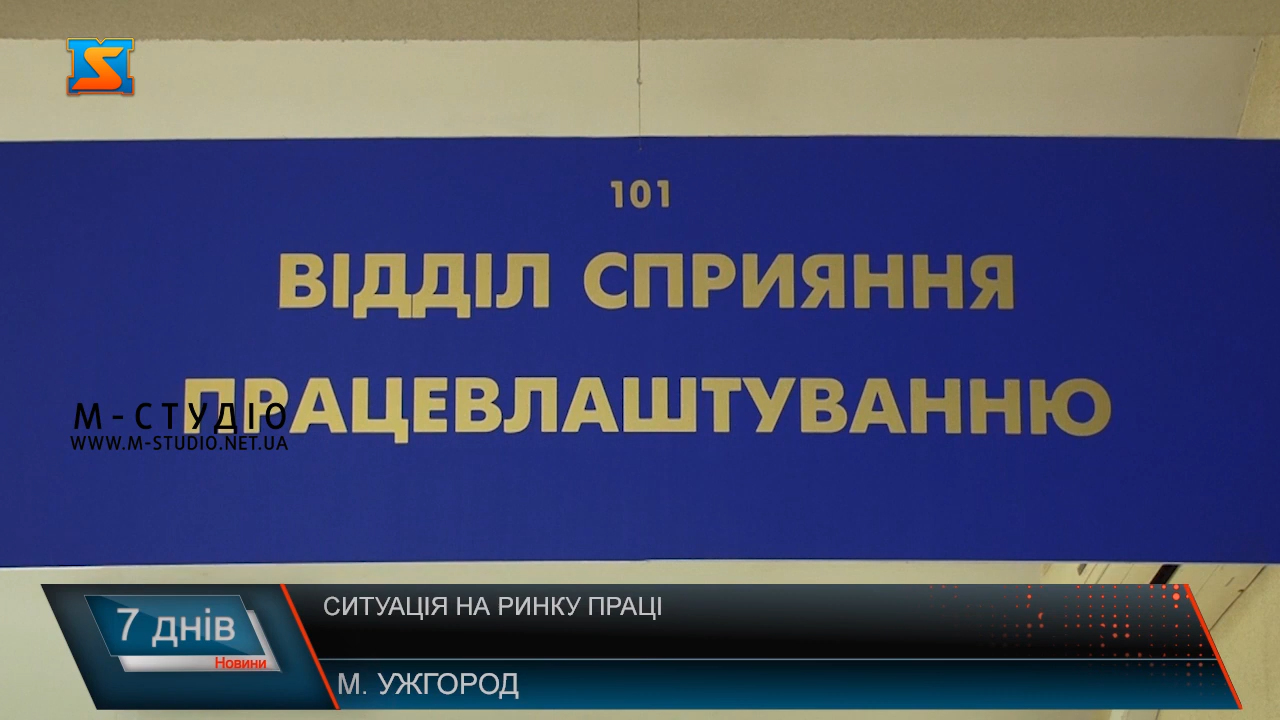 101
ВІДДІЛ СПРИЯННЯ
ПРАЦЕВЛАШТУВАННЮ
М-СТУДІО
WWW.M-STUDIO.NET.UA
СИТУАЦІЯ НА РИНКУ ПРАЦІ
7 днів
Новини
М. УЖГОРОД